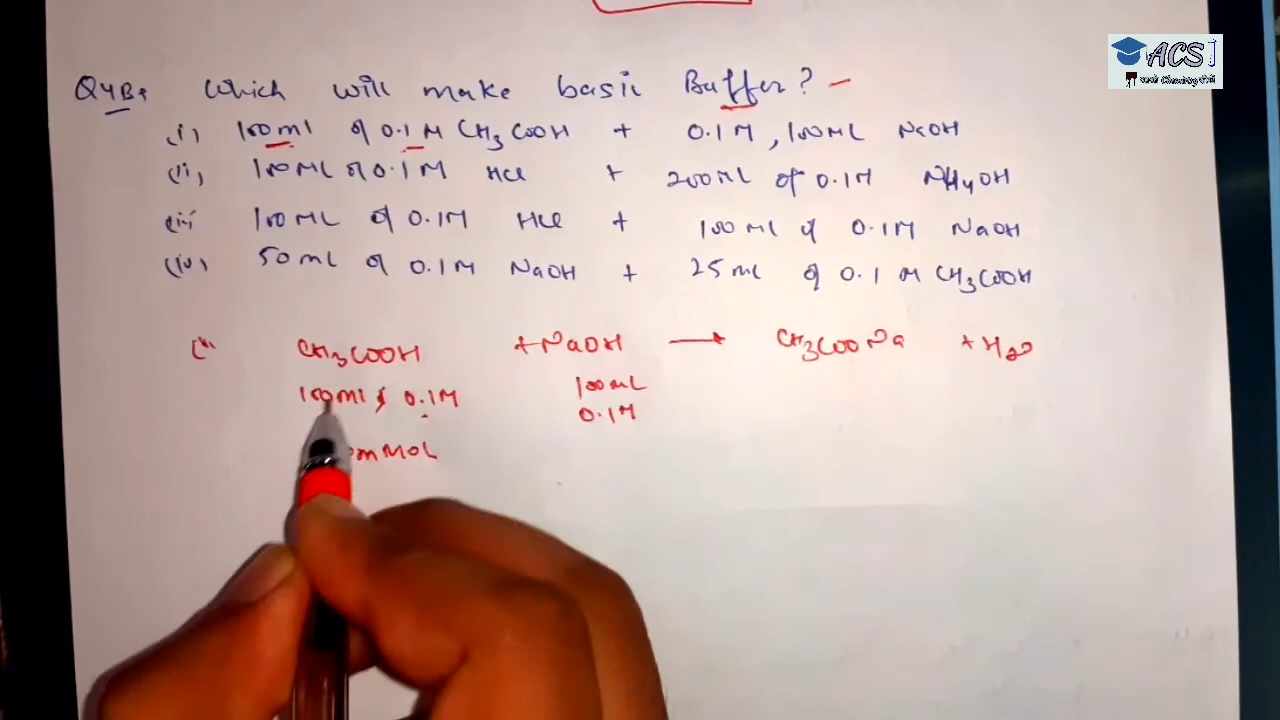 ACS
Q48: Which will make basic Buffer? -
(i) 100ml of 0.1M CH3COOH + 0.1M, 100ML NaOH
(ii) 100ML of 0.1M HCl + 200ML of 0.1M NH4OH
(iii) 100ML of 0.1M HCl + 100ml of 0.1M NaOH
(iv) 50ml of 0.1M NaOH + 25ml of 0.1M CH3COOH
CH3COOH + NaOH → CH3COONa + H2O
100ml 0.1M 100mL
0.1M
mMOL